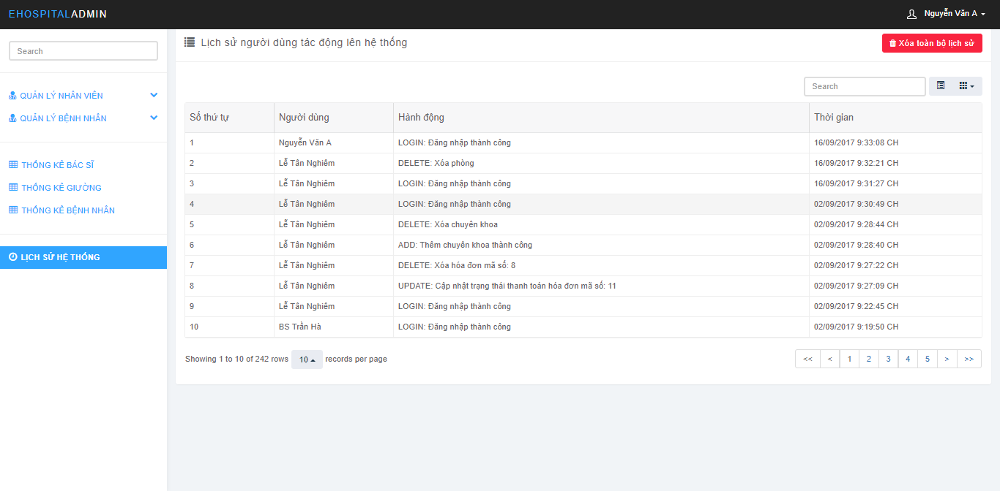 EHOSPITALADMIN
Nguyễn Văn A
Search
QUẢN LÝ NHÂN VIÊN
QUẢN LÝ BỆNH NHÂN
THỐNG KÊ BÁC SĨ
THỐNG KÊ GIƯỜNG
THỐNG KÊ BỆNH NHÂN
LỊCH SỬ HỆ THỐNG
Lịch sử người dùng tác động lên hệ thống
Xóa toàn bộ lịch sử
Search
Số thứ tự Người dùng Hành động Thời gian
1 Nguyễn Văn A LOGIN: Đăng nhập thành công 16/09/2017 9:33:08 CH
2 Lễ Tân Nghiêm DELETE: Xóa phòng 16/09/2017 9:32:21 CH
3 Lễ Tân Nghiêm LOGIN: Đăng nhập thành công 16/09/2017 9:31:27 CH
4 Lễ Tân Nghiêm LOGIN: Đăng nhập thành công 02/09/2017 9:30:49 CH
5 Lễ Tân Nghiêm DELETE: Xóa chuyên khoa 02/09/2017 9:28:44 CH
6 Lễ Tân Nghiêm ADD: Thêm chuyên khoa thành công 02/09/2017 9:28:40 CH
7 Lễ Tân Nghiêm DELETE: Xóa hóa đơn mã số: 8 02/09/2017 9:27:22 CH
8 Lễ Tân Nghiêm UPDATE: Cập nhật trạng thái thanh toán hóa đơn mã số: 11 02/09/2017 9:27:09 CH
9 Lễ Tân Nghiêm LOGIN: Đăng nhập thành công 02/09/2017 9:22:45 CH
10 BS Trần Hà LOGIN: Đăng nhập thành công 02/09/2017 9:19:50 CH
Showing 1 to 10 of 242 rows 10 records per page
<< < 1 2 3 4 5 > >>